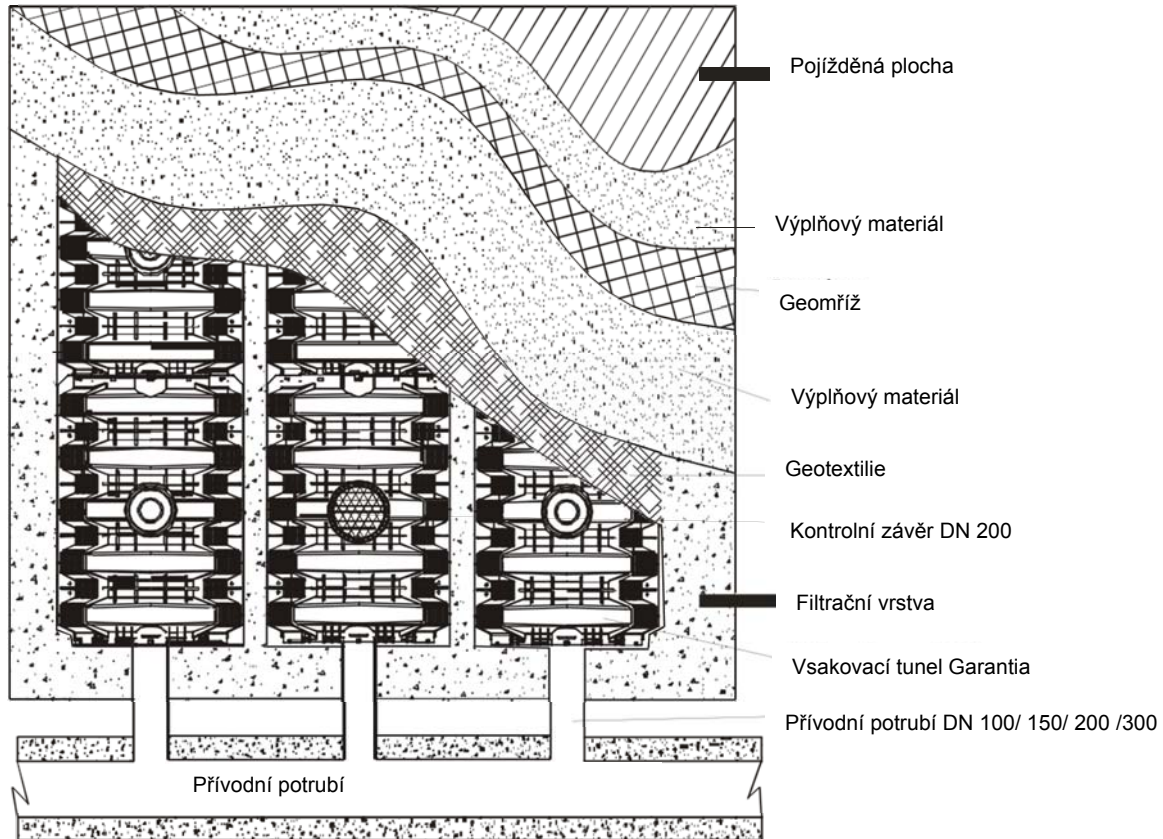 Pojížděná plocha
Výplňový materiál
Geomříž
Výplňový materiál
Geotextilie
Kontrolní závěr DN 200
Filtrační vrstva
Vsakovací tunel Garantia
Přívodní potrubí DN 100/ 150/ 200 /300
Přívodní potrubí